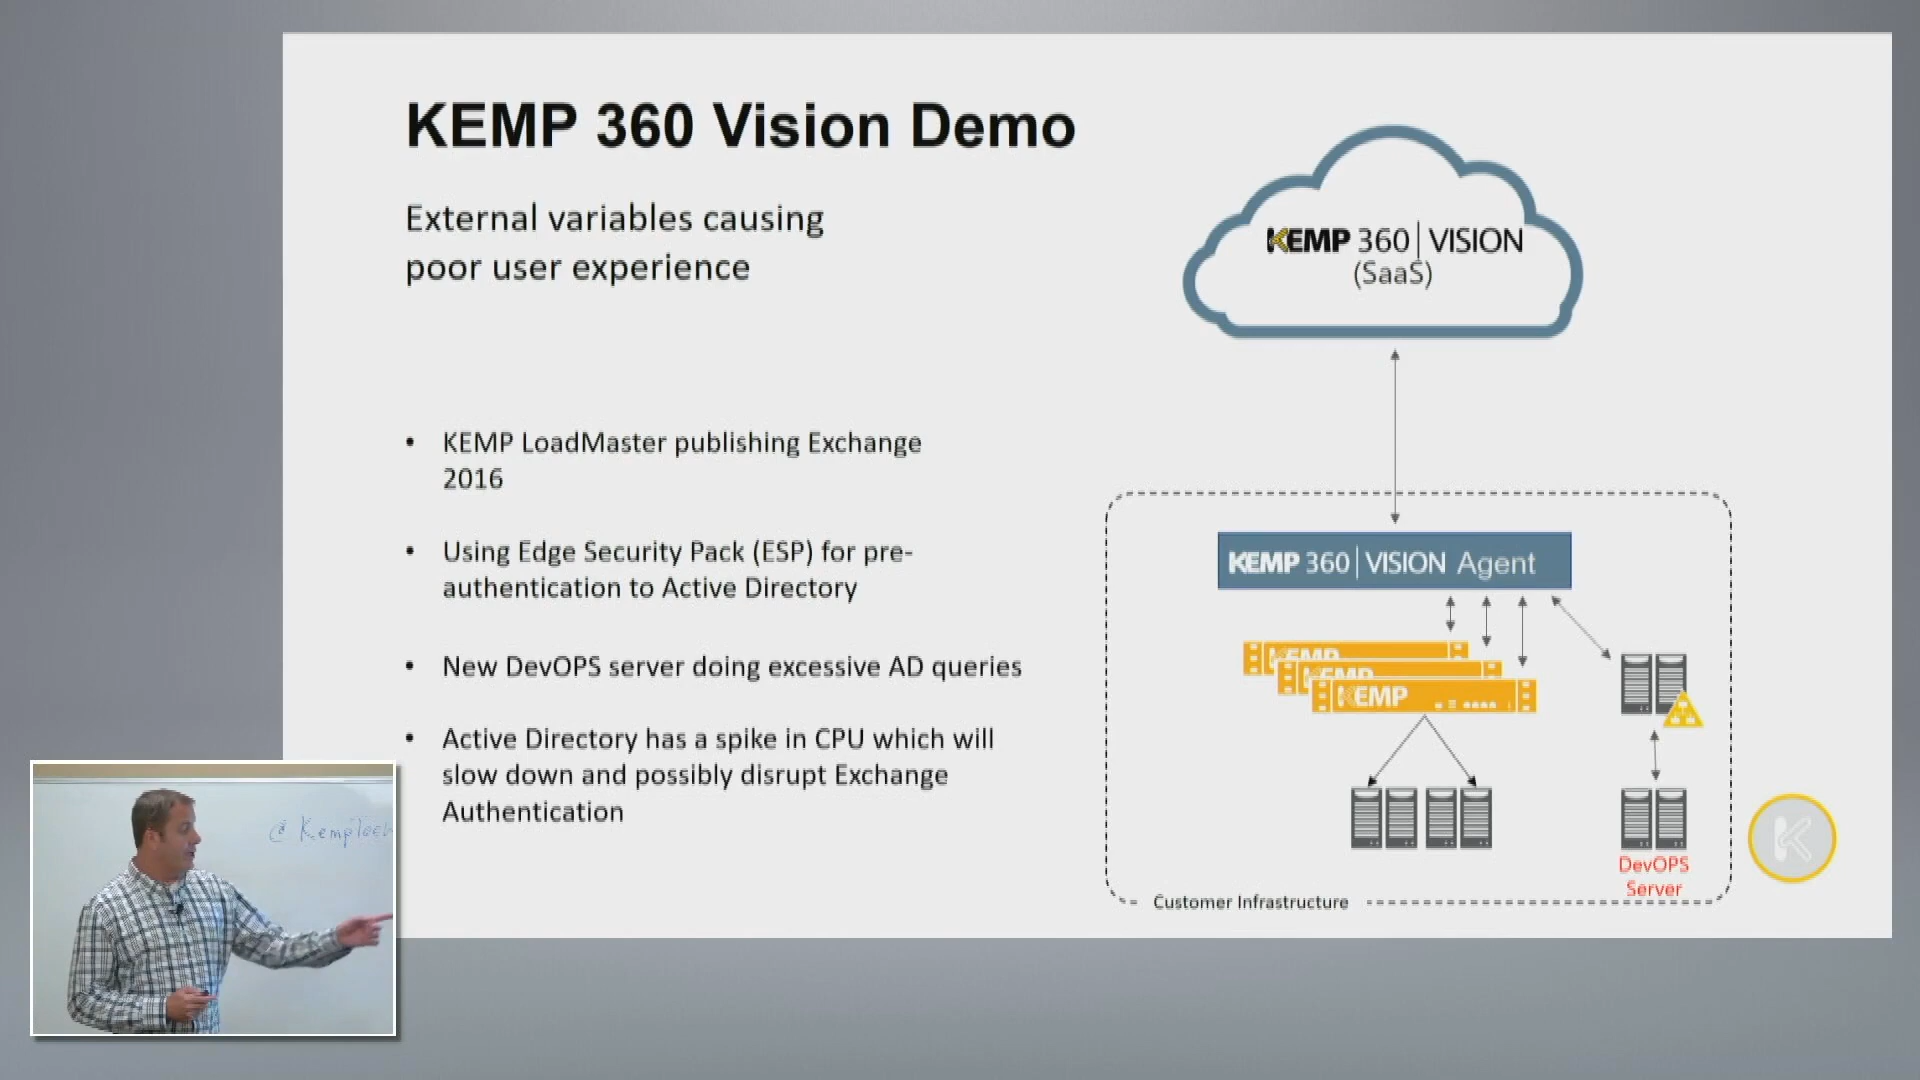 KEMP 360 Vision Demo
External variables causing
poor user experience
• KEMP LoadMaster publishing Exchange
2016
• Using Edge Security Pack (ESP) for pre-
authentication to Active Directory
• New DevOPS server doing excessive AD queries
• Active Directory has a spike in CPU which will
slow down and possibly disrupt Exchange
Authentication
KEMP 360|VISION
(SaaS)
KEMP 360|VISION Agent
KEMP
KEMP
KEMP
DevOPS
Server
Customer Infrastructure
K
@ KempTech